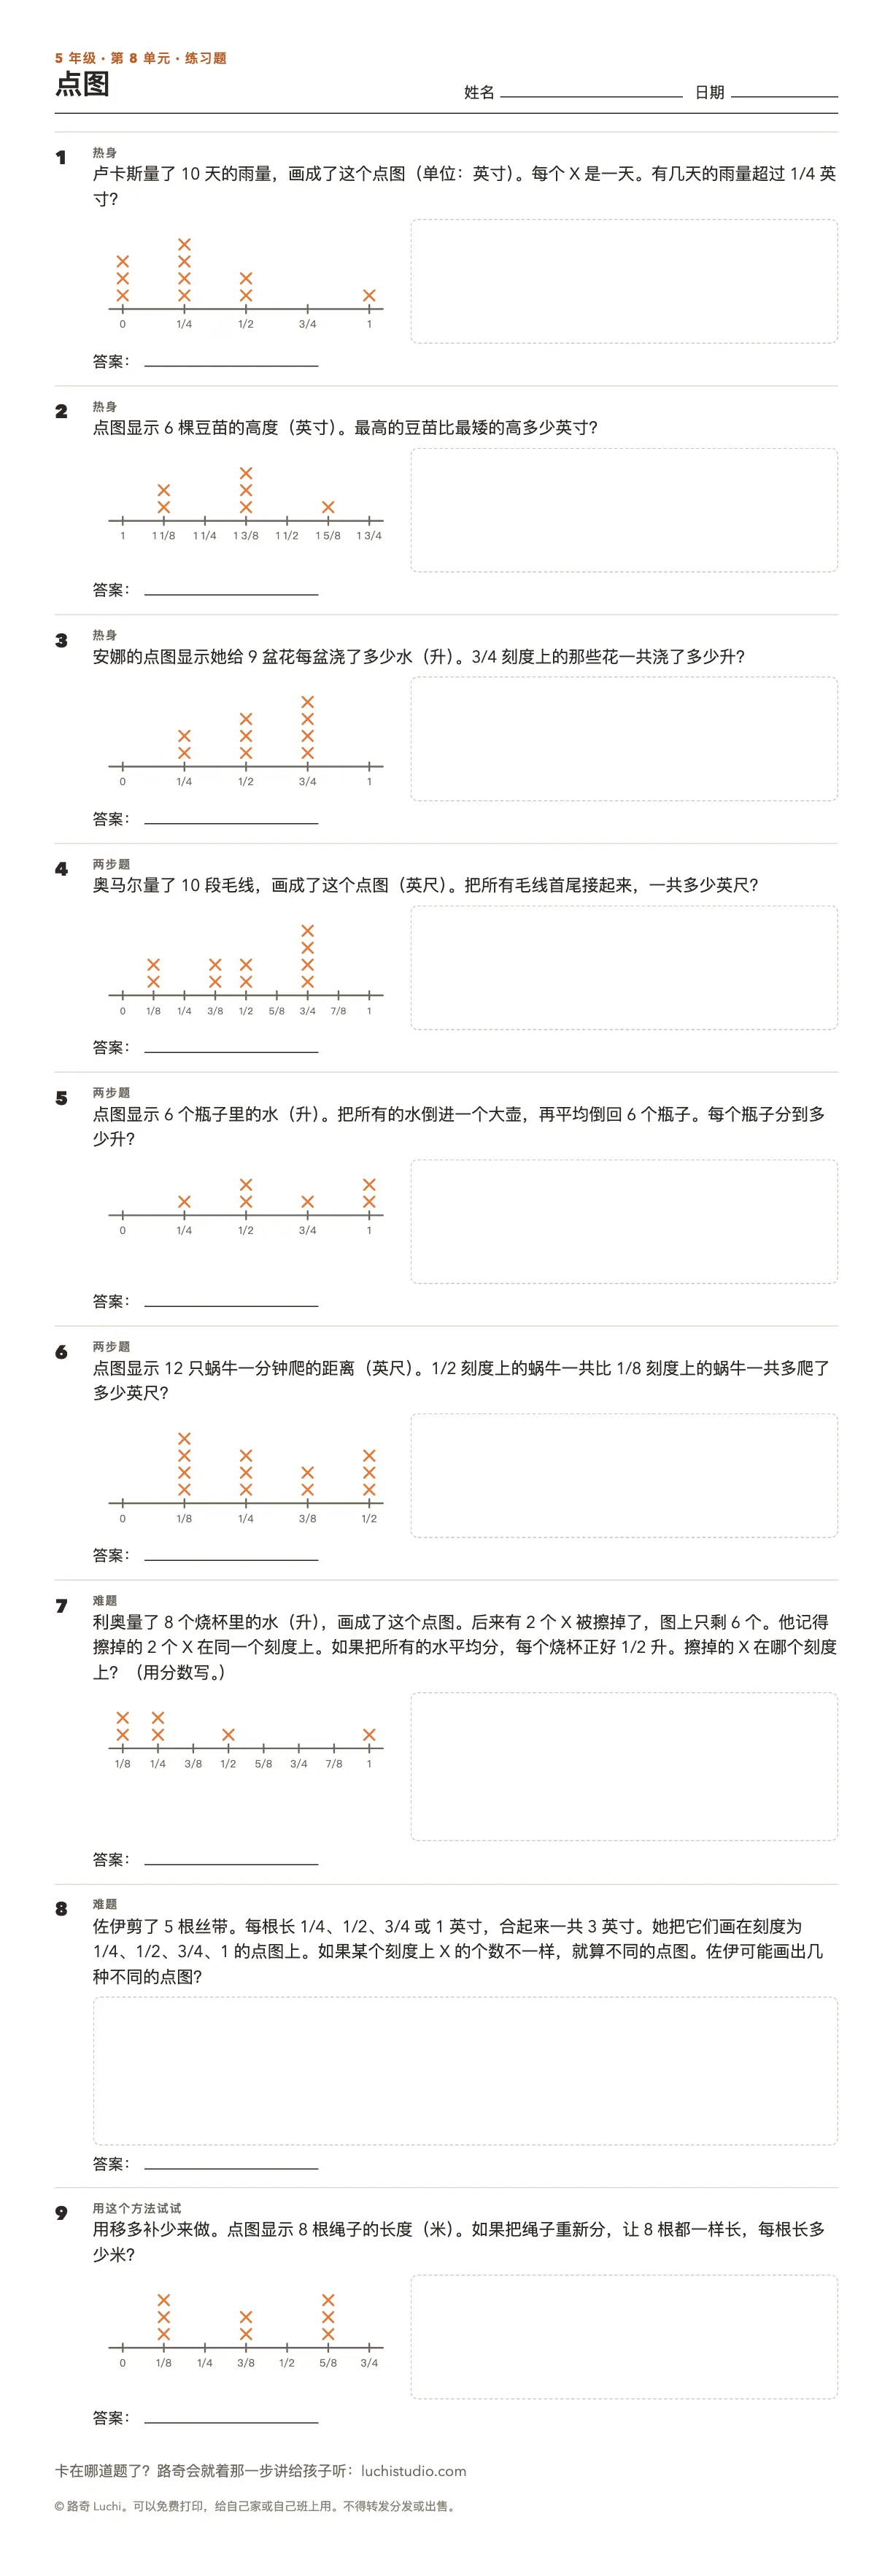 5 年级·第 8 单元·练习题
点图
姓名 日期
1
热身
卢卡斯量了 10 天的雨量，画成了这个点图（单位：英寸）。每个 X 是一天。有几天的雨量超过 1/4 英
寸？
0 1/4 1/2 3/4 1
答案：
2
热身
点图显示 6 棵豆苗的高度（英寸）。最高的豆苗比最矮的高多少英寸？
1 1 1/8 1 1/4 1 3/8 1 1/2 1 5/8 1 3/4
答案：
3
热身
安娜的点图显示她给 9 盆花每盆浇了多少水（升）。3/4 刻度上的那些花一共浇了多少升？
0 1/4 1/2 3/4 1
答案：
4
两步题
奥马尔量了 10 段毛线，画成了这个点图（英尺）。把所有毛线首尾接起来，一共多少英尺？
0 1/8 1/4 3/8 1/2 5/8 3/4 7/8 1
答案：
5
两步题
点图显示 6 个瓶子里的水（升）。把所有的水倒进一个大壶，再平均倒回 6 个瓶子。每个瓶子分到多
少升？
0 1/4 1/2 3/4 1
答案：
6
两步题
点图显示 12 只蜗牛一分钟爬的距离（英尺）。1/2 刻度上的蜗牛一共比 1/8 刻度上的蜗牛一共多爬了
多少英尺？
0 1/8 1/4 3/8 1/2
答案：
7
难题
利奥量了 8 个烧杯里的水（升），画成了这个点图。后来有 2 个 X 被擦掉了，图上只剩 6 个。他记得
擦掉的 2 个 X 在同一个刻度上。如果把所有的水平均分，每个烧杯正好 1/2 升。擦掉的 X 在哪个刻度
上？（用分数写。）
1/8 1/4 3/8 1/2 5/8 3/4 7/8 1
答案：
8
难题
佐伊剪了 5 根丝带。每根长 1/4、1/2、3/4 或 1 英寸，合起来一共 3 英寸。她把它们画在刻度为
1/4、1/2、3/4、1 的点图上。如果某个刻度上 X 的个数不一样，就算不同的点图。佐伊可能画出几
种不同的点图？
答案：
9
用这个方法试试
用移多补少来做。点图显示 8 根绳子的长度（米）。如果把绳子重新分，让 8 根都一样长，每根长多
少米？
0 1/8 1/4 3/8 1/2 5/8 3/4
答案：
卡在哪道题了？路奇会就着那一步讲给孩子听：luchistudio.com
© 路奇 Luchi。可以免费打印，给自己家或自己班上用。不得转发分发或出售。